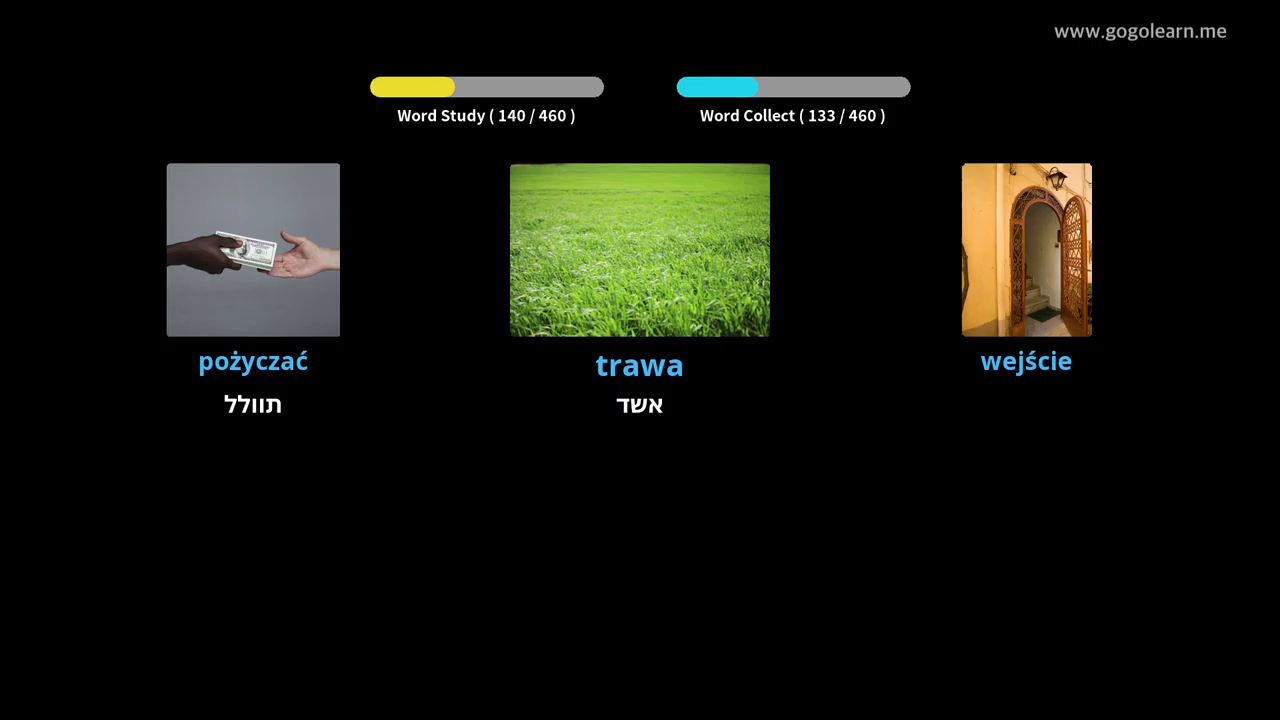 www.gogolearn.me
Word Study ( 140 / 460 )
Word Collect ( 133 / 460 )
pożyczać
trawa
wejście
תוולל
אשד